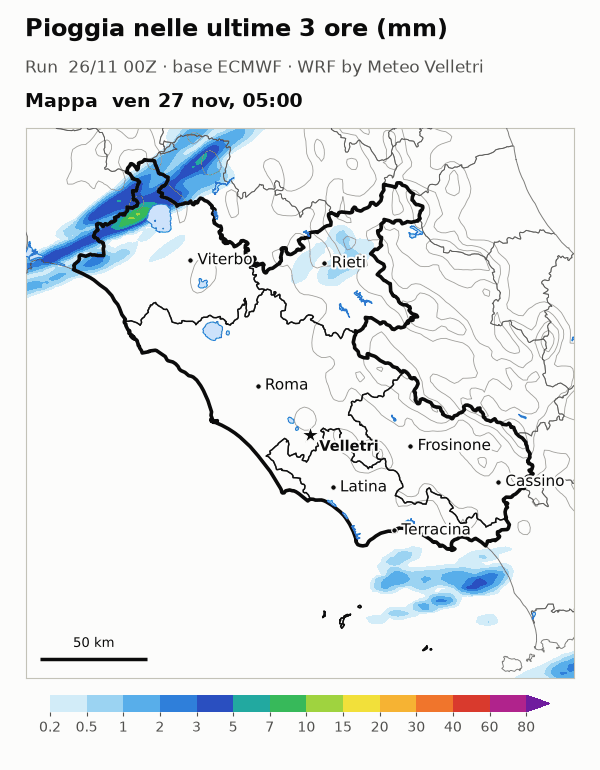 Pioggia nelle ultime 3 ore (mm)
Run  26/11 00Z · base ECMWF · WRF by Meteo Velletri
Mappa  ven 27 nov, 05:00
Viterbo
Rieti
Roma
Velletri
Frosinone
Latina
Cassino
Terracina
50 km
0.2 0.5 1 2 3 5 7 10 15 20 30 40 60 80